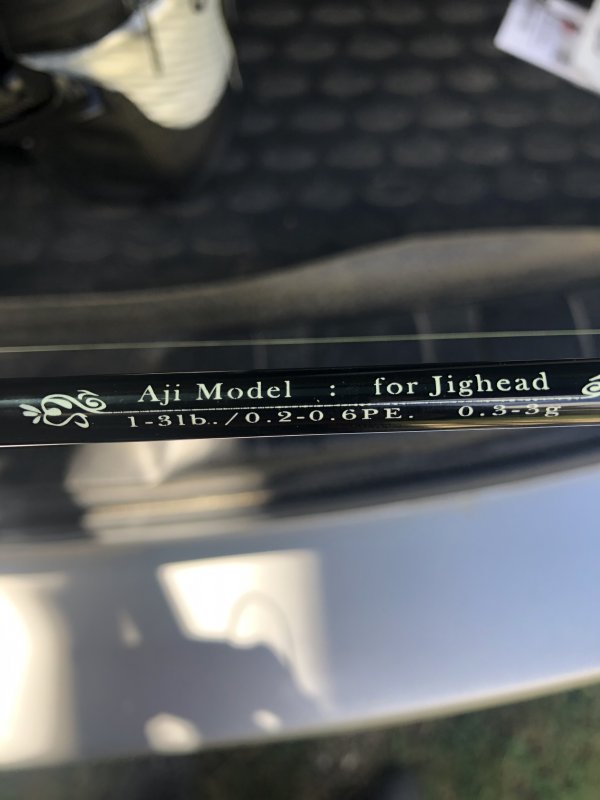 Aji Model : for Jighead
1-3lb../0.2-0.6PE. 0.3-3g